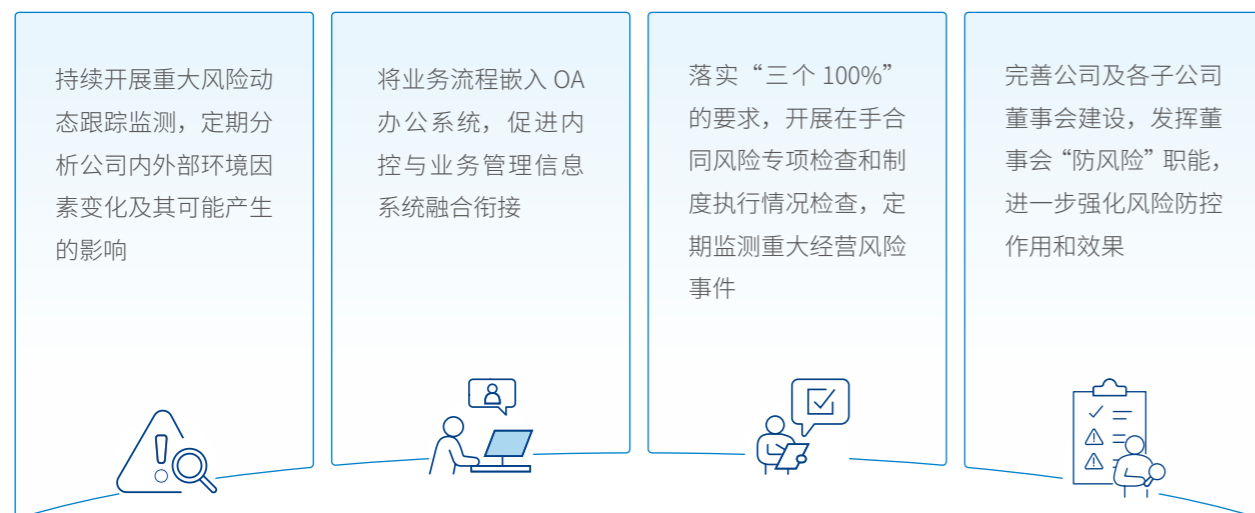 持续开展重大风险动
态跟踪监测，定期分
析公司内外部环境因
素变化及其可能产生
的影响
将业务流程嵌入 OA
办公系统，促进内
控与业务管理信息
系统融合衔接
落实“三个 100%”
的要求，开展在手合
同风险专项检查和制
度执行情况检查，定
期监测重大经营风险
事件
完善公司及各子公司
董事会建设，发挥董
事会“防风险”职能，
进一步强化风险防控
作用和效果